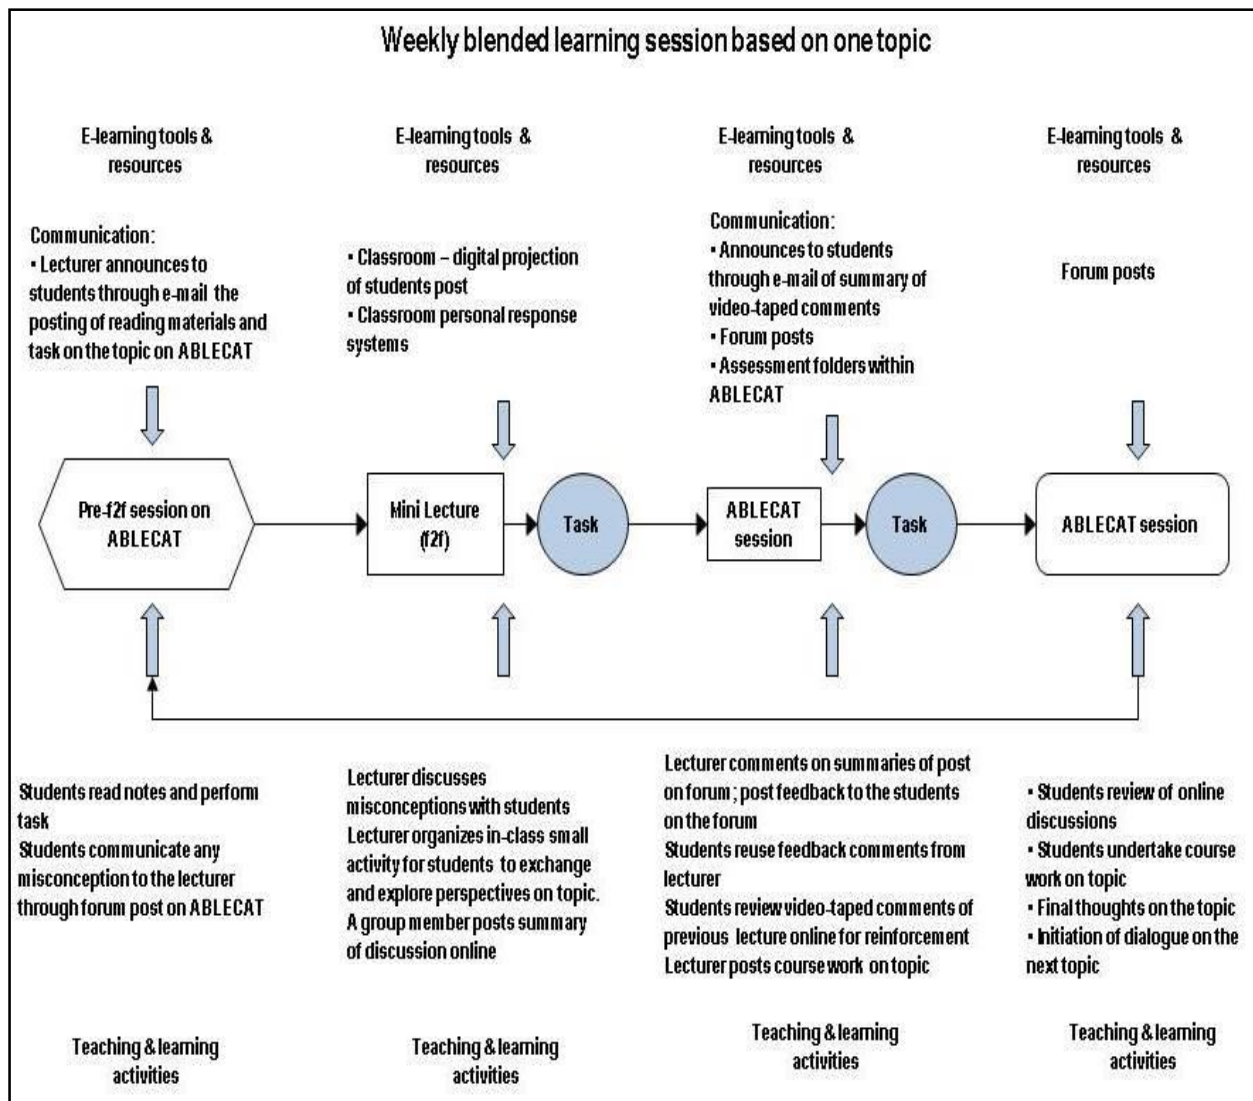 Weekly blended learning session based on one topic
E-learning tools &
resources
E-learning tools &
resources
E-learning tools &
resources
E-learning tools &
resources
Communication:
▪ Lecturer announces to
students through e-mail the
posting of reading materials and
task on the topic on ABLECAT
▪ Classroom – digital projection
of students post
▪ Classroom personal response
systems
Communication:
▪ Announces to students
through e-mail of summary of
video-taped comments
▪ Forum posts
▪ Assessment folders within
ABLECAT
Forum posts
Pre-f2f session on
ABLECAT
Mini Lecture
(f2f)
Task
ABLECAT
session
Task
ABLECAT session
Students read notes and perform
task
Students communicate any
misconception to the lecturer
through forum post on ABLECAT
Lecturer discusses
misconceptions with students
Lecturer organizes in-class small
activity for students to exchange
and explore perspectives on topic.
A group member posts summary
of discussion online
Lecturer comments on summaries of post
on forum; post feedback to the students
on the forum
Students reuse feedback comments from
lecturer
Students review video-taped comments of
previous lecture online for reinforcement
Lecturer posts course work on topic
▪ Students review of online
discussions
▪ Students undertake course
work on topic
▪ Final thoughts on the topic
▪ Initiation of dialogue on the
next topic
Teaching & learning
activities
Teaching & learning
activities
Teaching & learning
activities
Teaching & learning
activities